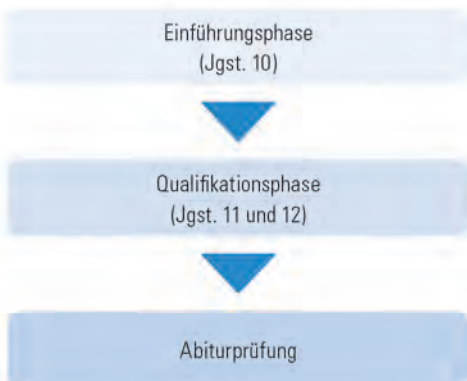 Einführungsphase
(Jgst. 10)
Qualifikationsphase
(Jgst. 11 und 12)
Abiturprüfung